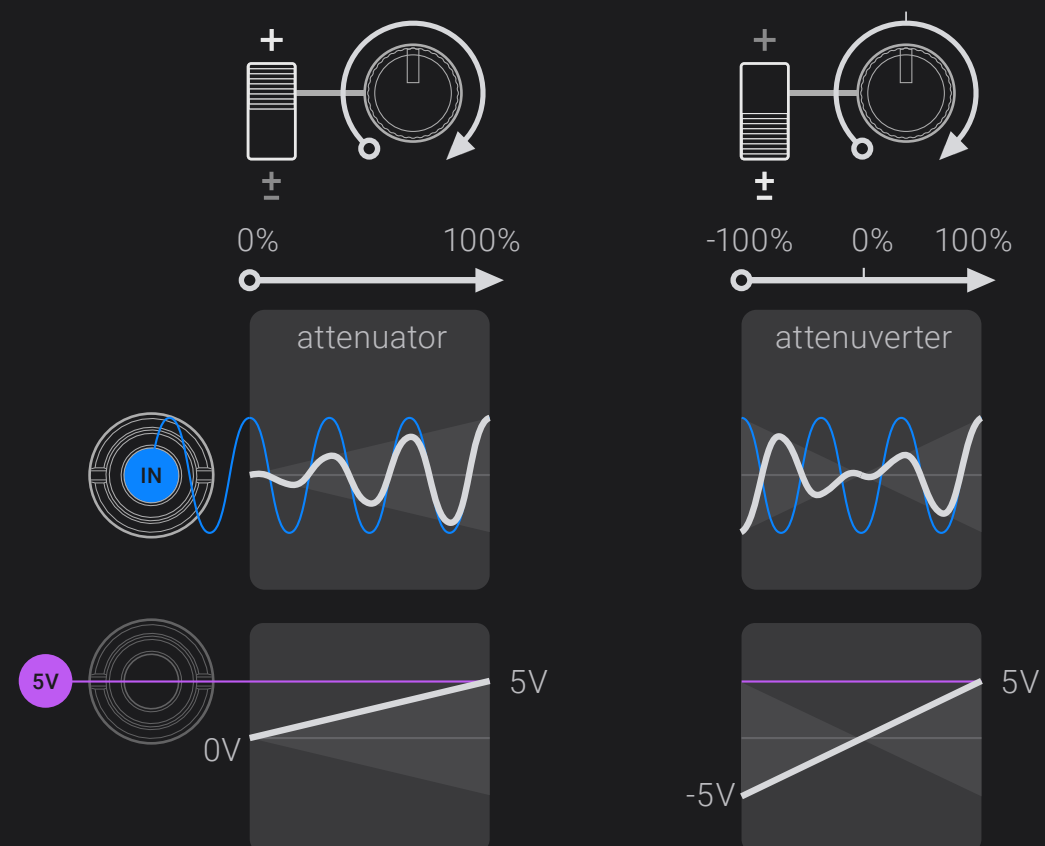 + +
± ±
0% 100% -100% 0% 100%
attenuator attenuverter
IN
5V 5V 5V
0V
-5V